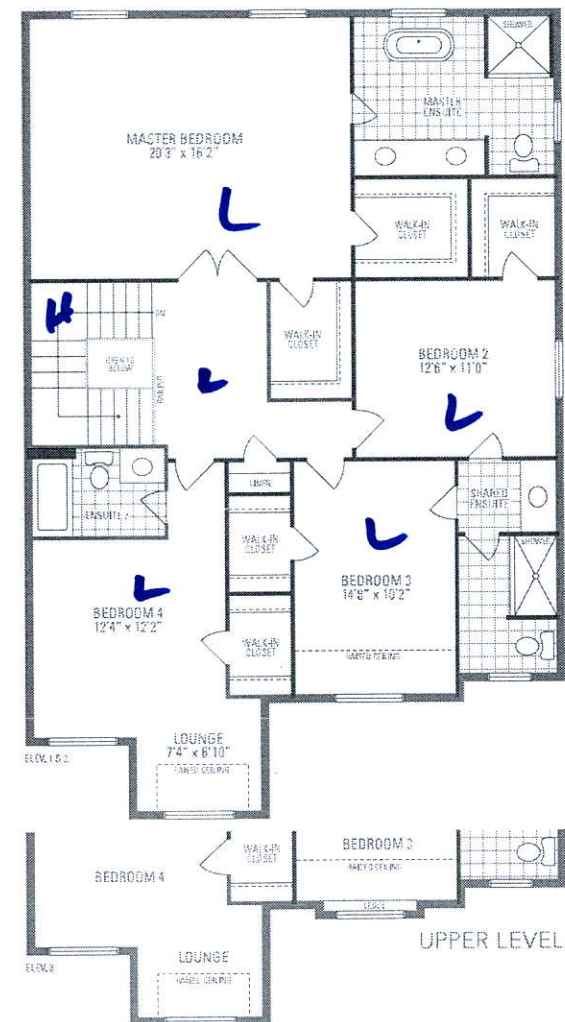 SHOWER
MASTER
ENSUITE
MASTER BEDROOM
20'3" x 16'2"
L
WALK-IN
CLOSET
WALK-IN
CLOSET
H
DN
OPEN TO
BELOW
RAILING
L
WALK-IN
CLOSET
BEDROOM 2
12'6" x 11'0"
L
LINEN
ENSUITE 2
SHARED
ENSUITE
WALK-IN
CLOSET
L
SHOWER
BEDROOM 3
14'8" x 10'2"
L
BEDROOM 4
12'4" x 12'2"
WALK-IN
CLOSET
RAISED CEILING
LOUNGE
7'4" x 6'10"
RAISED CEILING
ELEV. 1 & 2
WALK-IN
CLOSET
BEDROOM 3
RAISED CEILING
BEDROOM 4
LEDGE
UPPER LEVEL
LOUNGE
RAISED CEILING
ELEV. 3